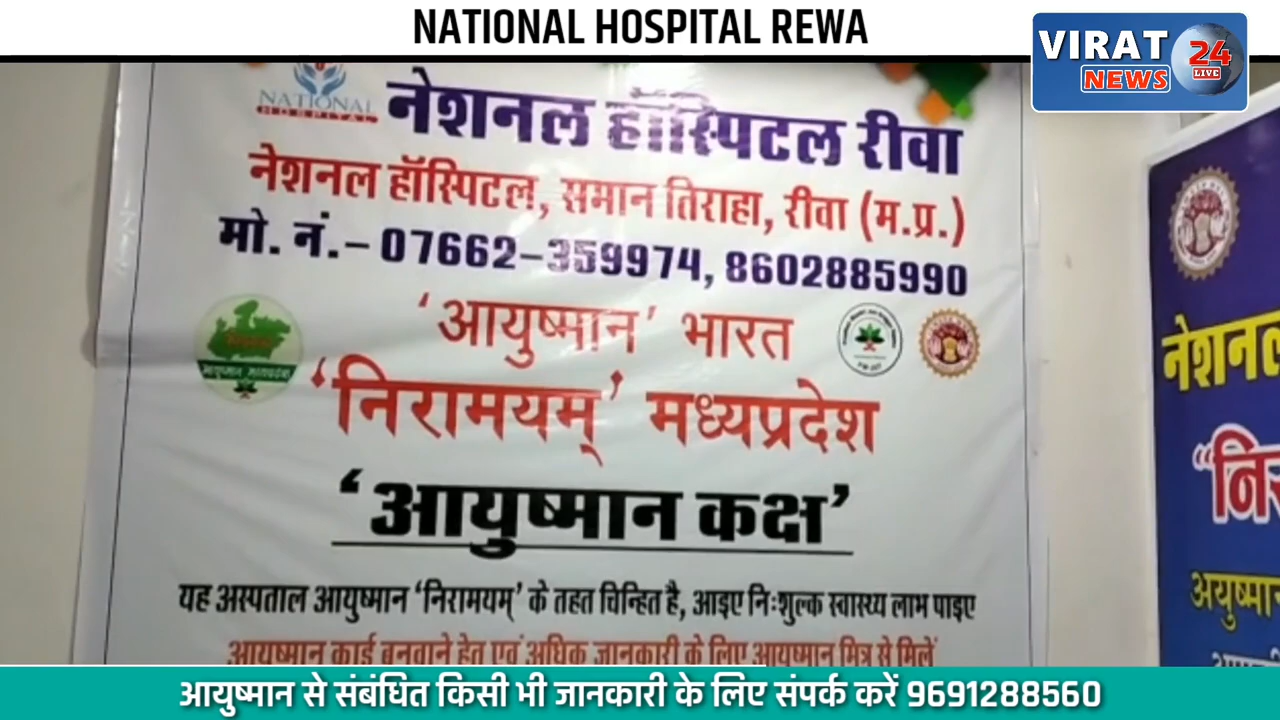 NATIONAL HOSPITAL REWA
VIRAT
NEWS
24
LIVE
NATIONAL
HOSPITAL
नेशनल हॉस्पिटल रीवा
नेशनल हॉस्पिटल, समान तिराहा, रीवा (म.प्र.)
मो. नं.– 07662–359974, 8602885990
'आयुष्मान' भारत
'निरामयम्' मध्यप्रदेश
'आयुष्मान कक्ष'
यह अस्पताल आयुष्मान 'निरामयम्' के तहत चिन्हित है, आइए निःशुल्क स्वास्थ्य लाभ पाइए
आयुष्मान कार्ड बनवाने हेतु एवं अधिक जानकारी के लिए आयुष्मान मित्र से मिलें
नेशनल
आयुष्मान से संबंधित किसी भी जानकारी के लिए संपर्क करें 9691288560